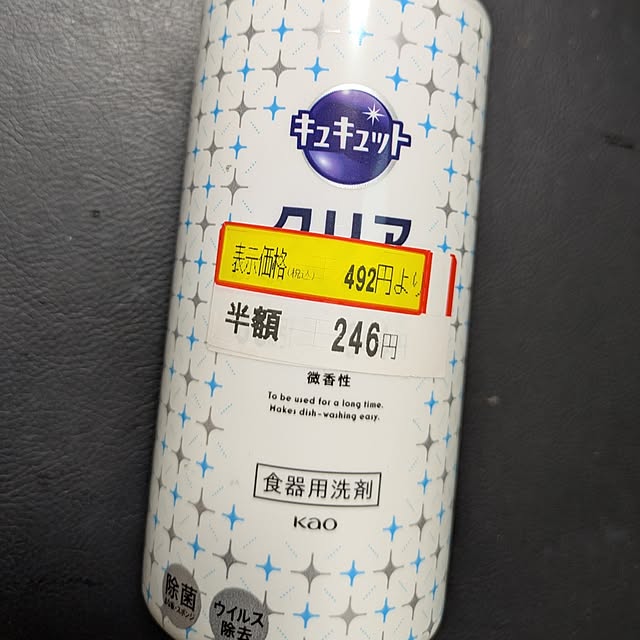 キュキュット
クリア
表示価格(税込) 492円より
半額 246円
微香性
To be used for a long time.
Makes dish-washing easy.
食器用洗剤
Kao
除菌
ウイルス
除去